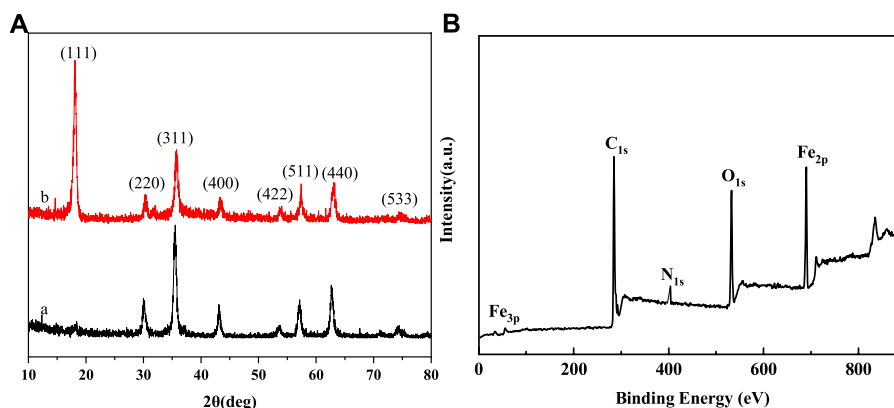 A
(111)
(311)
(220)
(400)
(422)
(511)
(440)
(533)
b
a
10 20 30 40 50 60 70 80
2θ(deg)
B
C1s
O1s
Fe2p
N1s
Fe3p
Intensity(a.u.)
0 200 400 600 800
Binding Energy (eV)